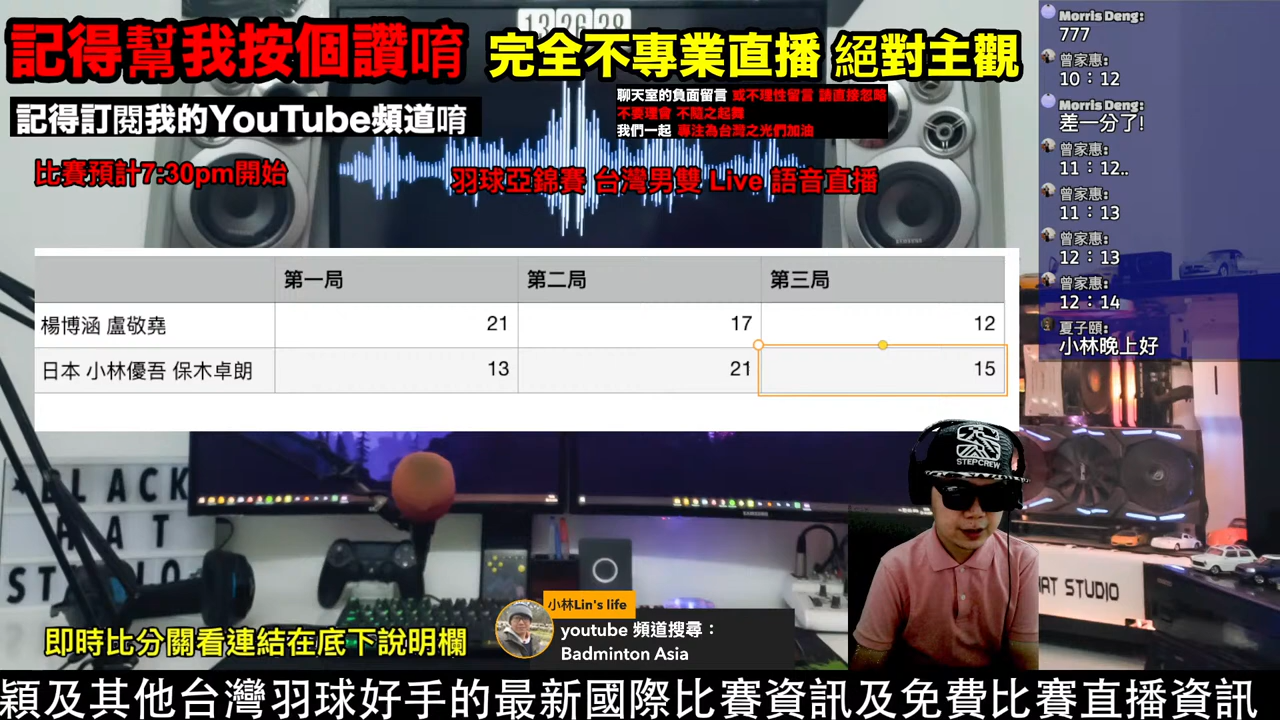 13 26 28
記得幫我按個讚唷
完全不專業直播 絕對主觀
記得訂閱我的YouTube頻道唷
聊天室的負面留言 或不理性留言 請直接忽略
不要理會 不隨之起舞
我們一起 專注為台灣之光們加油
比賽預計7:30pm開始
羽球亞錦賽 台灣男雙 Live 語音直播
第一局 第二局 第三局
楊博涵 盧敬堯 21 17 12
日本 小林優吾 保木卓朗 13 21 15
Morris Deng:
777
曾家惠:
10：12
Morris Deng:
差一分了!
曾家惠:
11：12..
曾家惠:
11：13
曾家惠:
12：13
曾家惠:
12：14
夏子頤:
小林晚上好
BLACK
HAT
STUDIO
SAMSUNG
STEPCREW
HAT STUDIO
小林Lin's life
youtube 頻道搜尋：
Badminton Asia
即時比分關看連結在底下說明欄
穎及其他台灣羽球好手的最新國際比賽資訊及免費比賽直播資訊